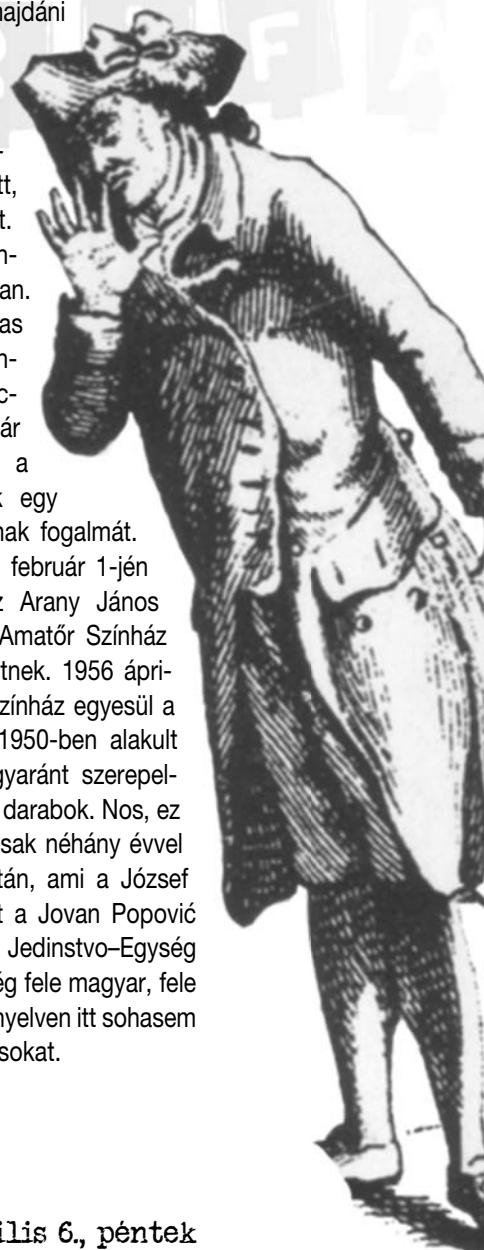 najdáni
-
tt,
t.
n-
an.
as
n-
c-
ár
a
k egy
nak fogalmát.
február 1-jén
z Arany János
Amatőr Színház
tnek. 1956 ápri-
zínház egyesül a
1950-ben alakult
gyaránt szerepel-
darabok. Nos, ez
sak néhány évvel
tán, ami a József
t a Jovan Popović
Jedinstvo–Egység
ég fele magyar, fele
nyelven itt sohasem
sokat.
ilis 6., péntek